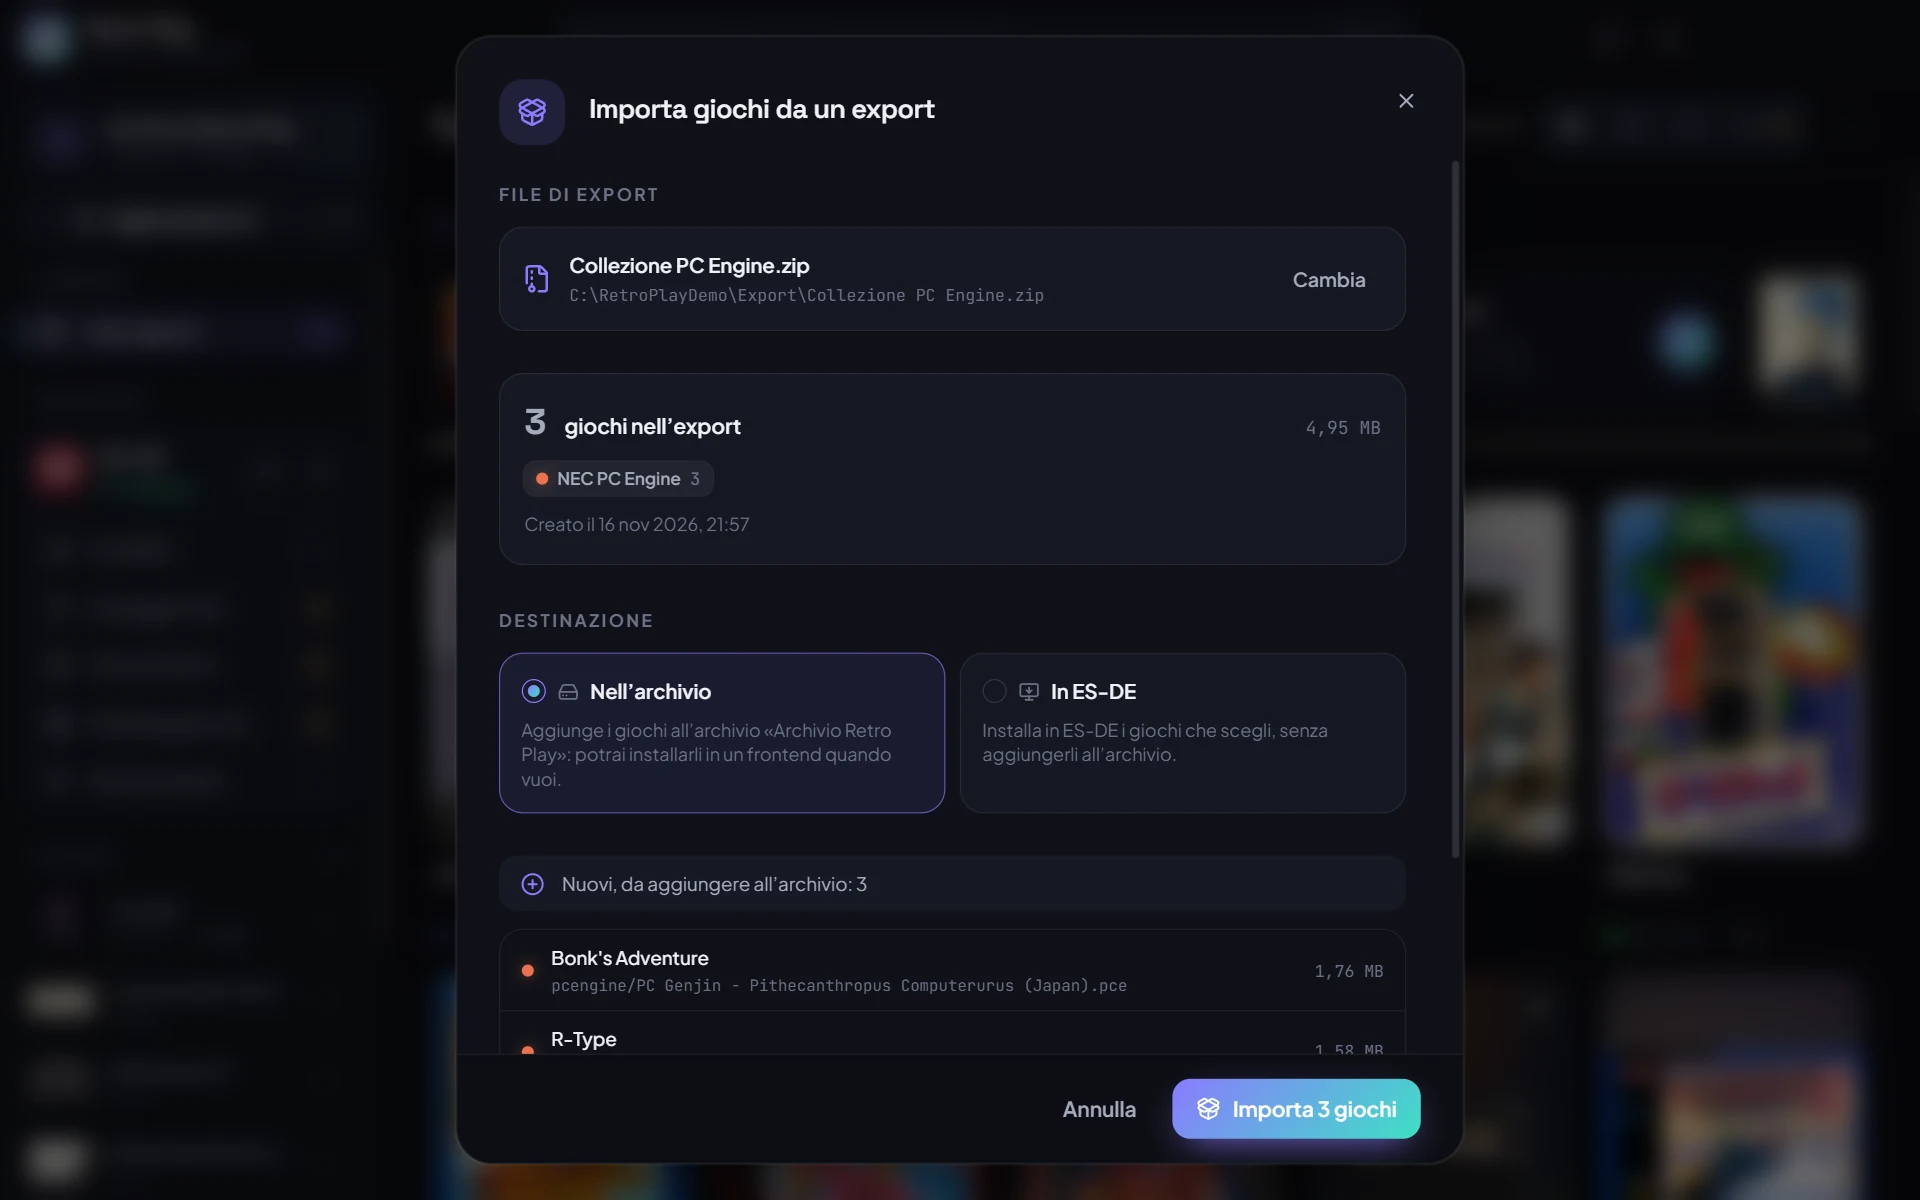 Importa giochi da un export
FILE DI EXPORT
Collezione PC Engine.zip
C:\RetroPlayDemo\Export\Collezione PC Engine.zip
Cambia
3 giochi nell’export
4,95 MB
NEC PC Engine 3
Creato il 16 nov 2026, 21:57
DESTINAZIONE
Nell’archivio
Aggiunge i giochi all’archivio «Archivio Retro
Play»: potrai installarli in un frontend quando
vuoi.
In ES-DE
Installa in ES-DE i giochi che scegli, senza
aggiungerli all’archivio.
Nuovi, da aggiungere all’archivio: 3
Bonk's Adventure
pcengine/PC Genjin - Pithecanthropus Computerurus (Japan).pce
1,76 MB
R-Type
1,58 MB
Annulla
Importa 3 giochi